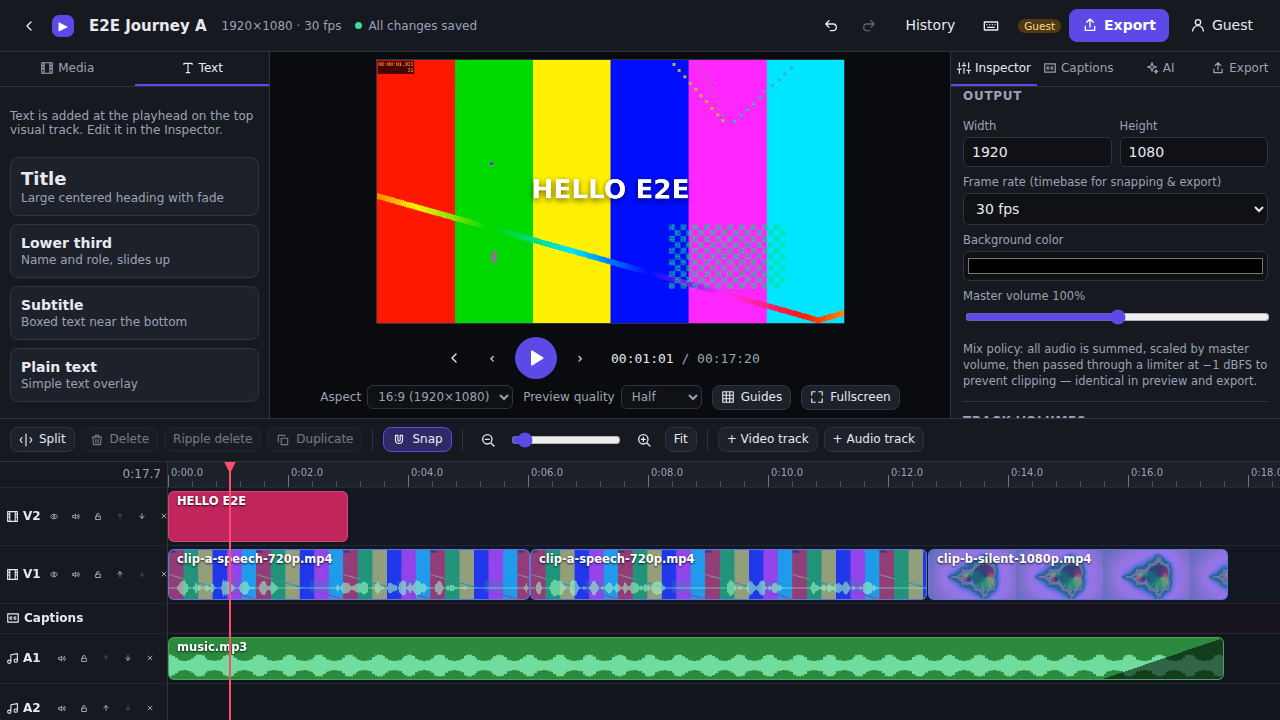 E2E Journey A
1920×1080 · 30 fps
All changes saved
History
Guest
Export
Guest
Media
Text
Text is added at the playhead on the top
visual track. Edit it in the Inspector.
Title
Large centered heading with fade
Lower third
Name and role, slides up
Subtitle
Boxed text near the bottom
Plain text
Simple text overlay
HELLO E2E
00:01:01 / 00:17:20
Aspect
16:9 (1920×1080)
Preview quality
Half
Guides
Fullscreen
Inspector
Captions
AI
Export
OUTPUT
Width
Height
1920
1080
Frame rate (timebase for snapping & export)
30 fps
Background color
Master volume 100%
Mix policy: all audio is summed, scaled by master
volume, then passed through a limiter at −1 dBFS to
prevent clipping — identical in preview and export.
TRACK VOLUMES
Split
Delete
Ripple delete
Duplicate
Snap
Fit
+ Video track
+ Audio track
0:17.7
0:00.0
0:02.0
0:04.0
0:06.0
0:08.0
0:10.0
0:12.0
0:14.0
0:16.0
0:18.0
V2
HELLO E2E
V1
clip-a-speech-720p.mp4
clip-a-speech-720p.mp4
clip-b-silent-1080p.mp4
Captions
A1
music.mp3
A2